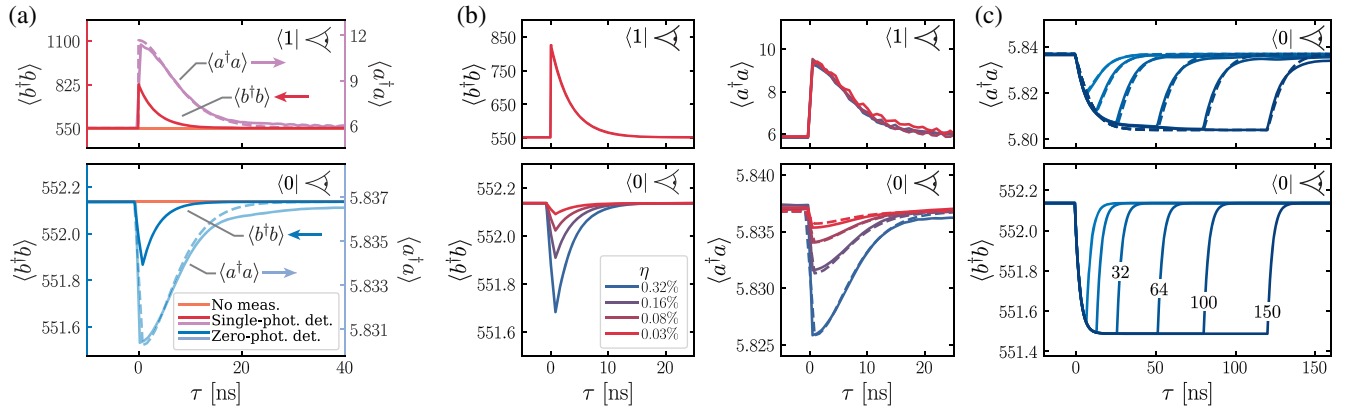 (a)
⟨1|
1100
825
550
⟨b†b⟩
12
9
6
⟨a†a⟩
⟨a†a⟩
⟨b†b⟩
⟨0|
552.2
552.0
551.8
551.6
⟨b†b⟩
5.837
5.835
5.834
5.833
5.831
⟨a†a⟩
⟨b†b⟩
⟨a†a⟩
No meas.
Single-phot. det.
Zero-phot. det.
0 20 40
τ [ns]
(b)
⟨1|
850
750
650
550
⟨b†b⟩
⟨1|
10
8
6
⟨a†a⟩
⟨0|
552.2
552.0
551.8
551.6
⟨b†b⟩
η
0.32%
0.16%
0.08%
0.03%
0 10 20
τ [ns]
⟨0|
5.840
5.835
5.830
5.825
⟨a†a⟩
0 10 20
τ [ns]
(c)
⟨0|
5.84
5.82
5.80
⟨a†a⟩
⟨0|
552.2
552.0
551.8
551.6
551.4
⟨b†b⟩
32
64
100
150
0 50 100 150
τ [ns]